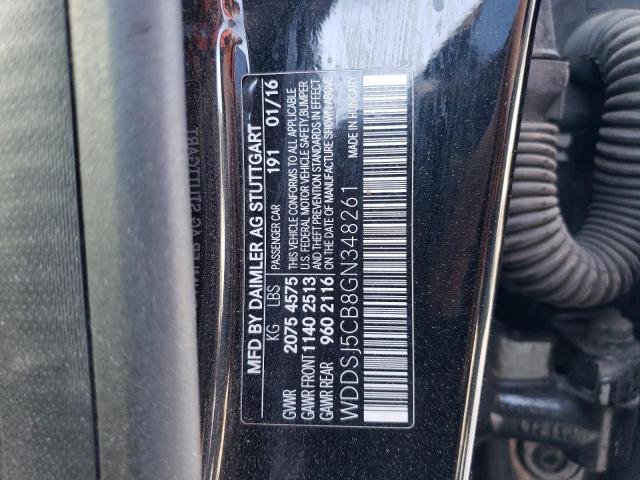 MFD BY DAIMLER AG STUTTGART
KG LBS PASSENGER CAR 191 01/16
GVWR 2075 4575
GAWR FRONT 1140 2513
GAWR REAR 960 2116
THIS VEHICLE CONFORMS TO ALL APPLICABLE
U.S. FEDERAL MOTOR VEHICLE SAFETY, BUMPER
AND THEFT PREVENTION STANDARDS IN EFFECT
ON THE DATE OF MANUFACTURE SHOWN ABOVE.
MADE IN HUNGARY
WDDSJ5CB8GN348261